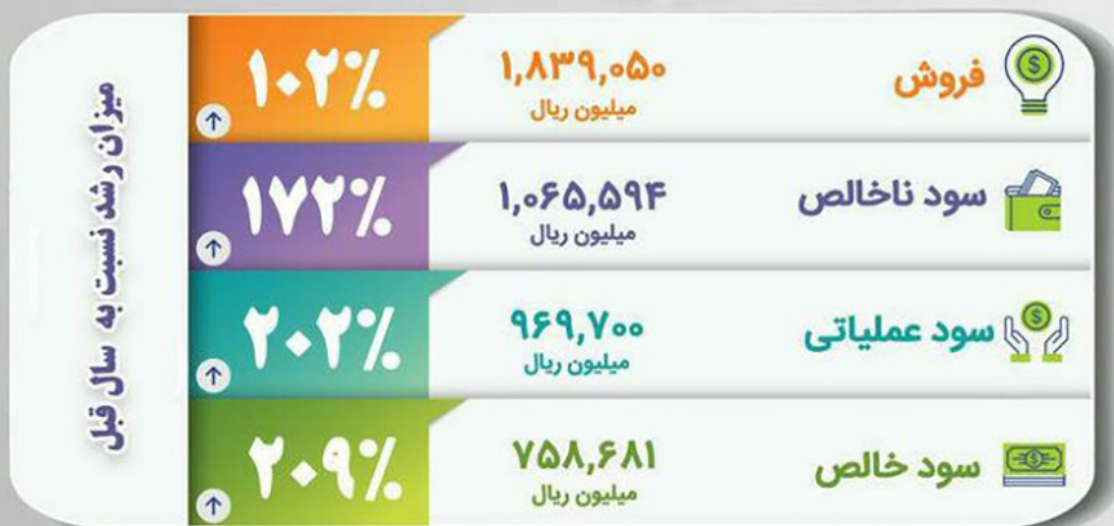 فروش
۱,۸۳۹,۰۵۰
میلیون ریال
۱۰۲%
سود ناخالص
۱,۰۶۵,۵۹۴
میلیون ریال
۱۷۲%
سود عملیاتی
۹۶۹,۷۰۰
میلیون ریال
۲۰۲%
سود خالص
۷۵۸,۶۸۱
میلیون ریال
۲۰۹%
میزان رشد نسبت به سال قبل